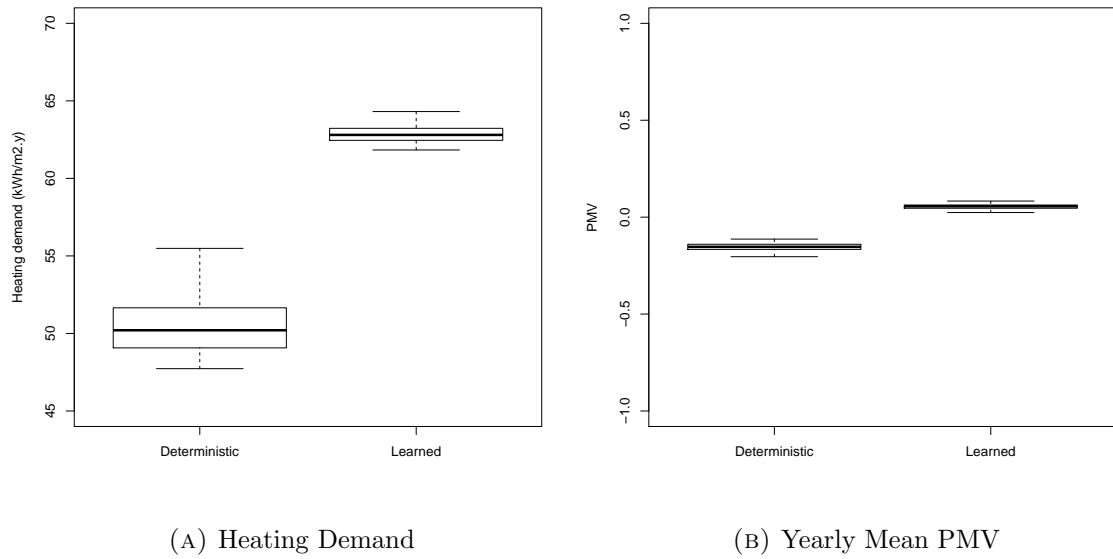 70
65
60
55
50
45
Heating demand (kWh/m2.y)
Deterministic
Learned
(A) Heating Demand
1.0
0.5
0.0
−0.5
−1.0
PMV
Deterministic
Learned
(B) Yearly Mean PMV